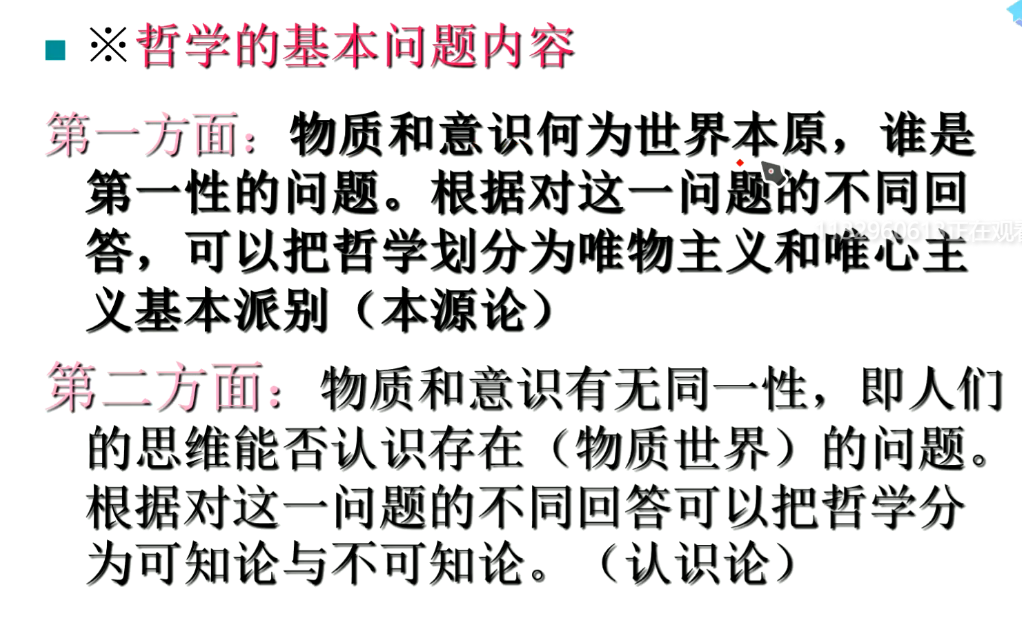 ※哲学的基本问题内容
第一方面：物质和意识何为世界本原，谁是
第一性的问题。根据对这一问题的不同回
答，可以把哲学划分为唯物主义和唯心主
义基本派别（本源论）
第二方面：物质和意识有无同一性，即人们
的思维能否认识存在（物质世界）的问题。
根据对这一问题的不同回答可以把哲学分
为可知论与不可知论。（认识论）
正在观看